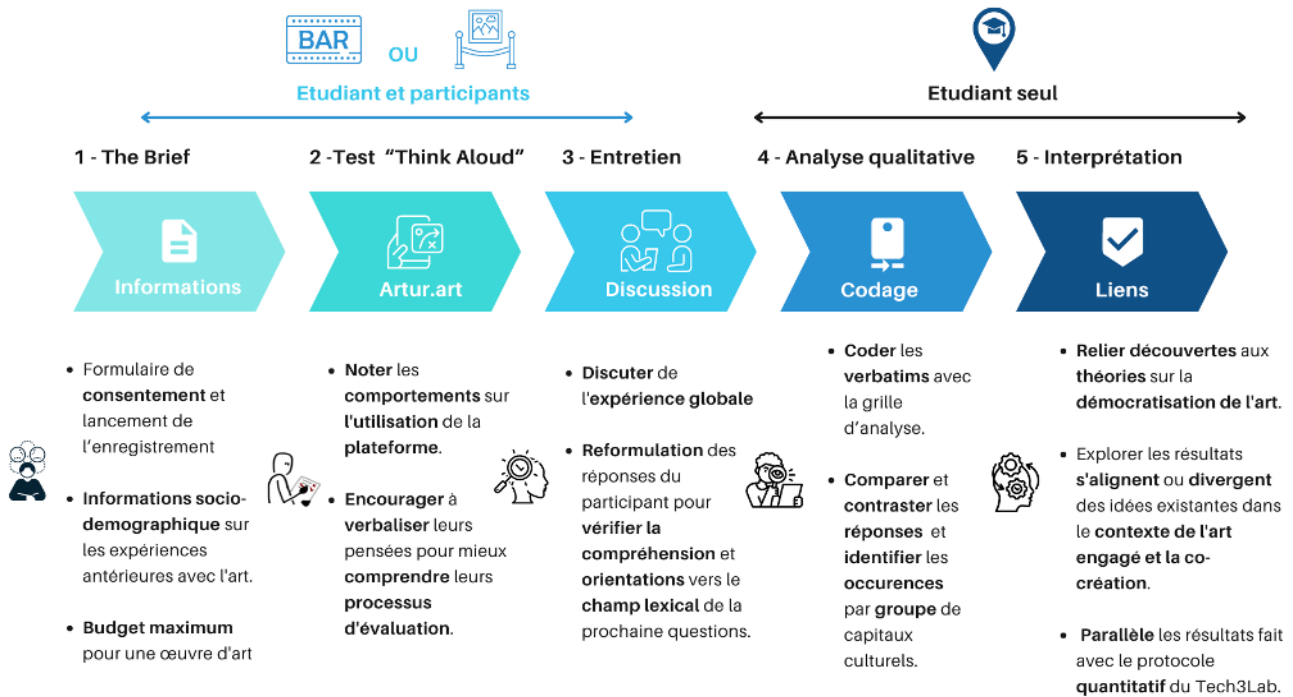 BAR
OU
Etudiant et participants
Etudiant seul
1 - The Brief
2 -Test “Think Aloud”
3 - Entretien
4 - Analyse qualitative
5 - Interprétation
Informations
Artur.art
Discussion
Codage
Liens
• Formulaire de
consentement et
lancement de
l’enregistrement
• Informations socio-
demographique sur
les expériences
antérieures avec l'art.
• Budget maximum
pour une œuvre d'art
• Noter les
comportements sur
l'utilisation de la
plateforme.
• Encourager à
verbaliser leurs
pensées pour mieux
comprendre leurs
processus
d'évaluation.
• Discuter de
l'expérience globale
• Reformulation des
réponses du
participant pour
vérifier la
compréhension et
orientations vers le
champ lexical de la
prochaine questions.
• Coder les
verbatims avec
la grille
d’analyse.
• Comparer et
contraster les
réponses et
identifier les
occurences
par groupe de
capitaux
culturels.
• Relier découvertes aux
théories sur la
démocratisation de l'art.
• Explorer les résultats
s'alignent ou divergent
des idées existantes dans
le contexte de l'art
engagé et la co-
création.
• Parallèle les résultats fait
avec le protocole
quantitatif du Tech3Lab.